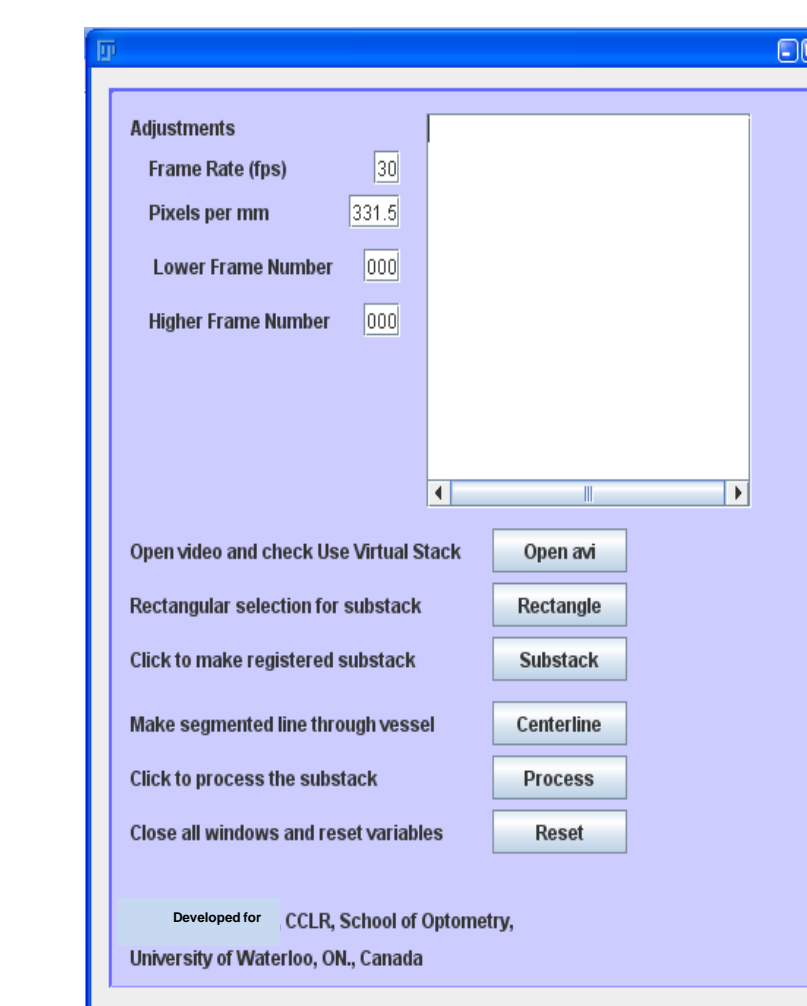 Adjustments
Frame Rate (fps) 30
Pixels per mm 331.5
Lower Frame Number 000
Higher Frame Number 000
Open video and check Use Virtual Stack Open avi
Rectangular selection for substack Rectangle
Click to make registered substack Substack
Make segmented line through vessel Centerline
Click to process the substack Process
Close all windows and reset variables Reset
Developed for , CCLR, School of Optometry,
University of Waterloo, ON., Canada